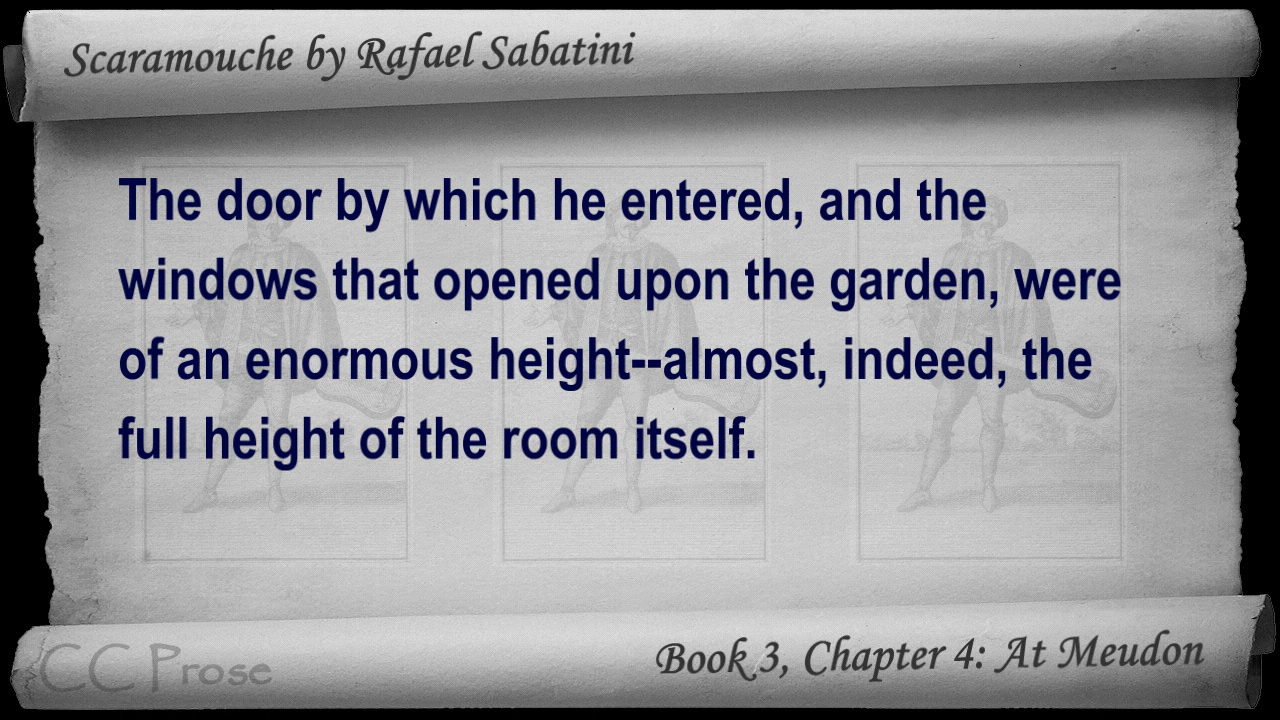 Scaramouche by Rafael Sabatini
The door by which he entered, and the
windows that opened upon the garden, were
of an enormous height--almost, indeed, the
full height of the room itself.
CC Prose
Book 3, Chapter 4: At Meudon